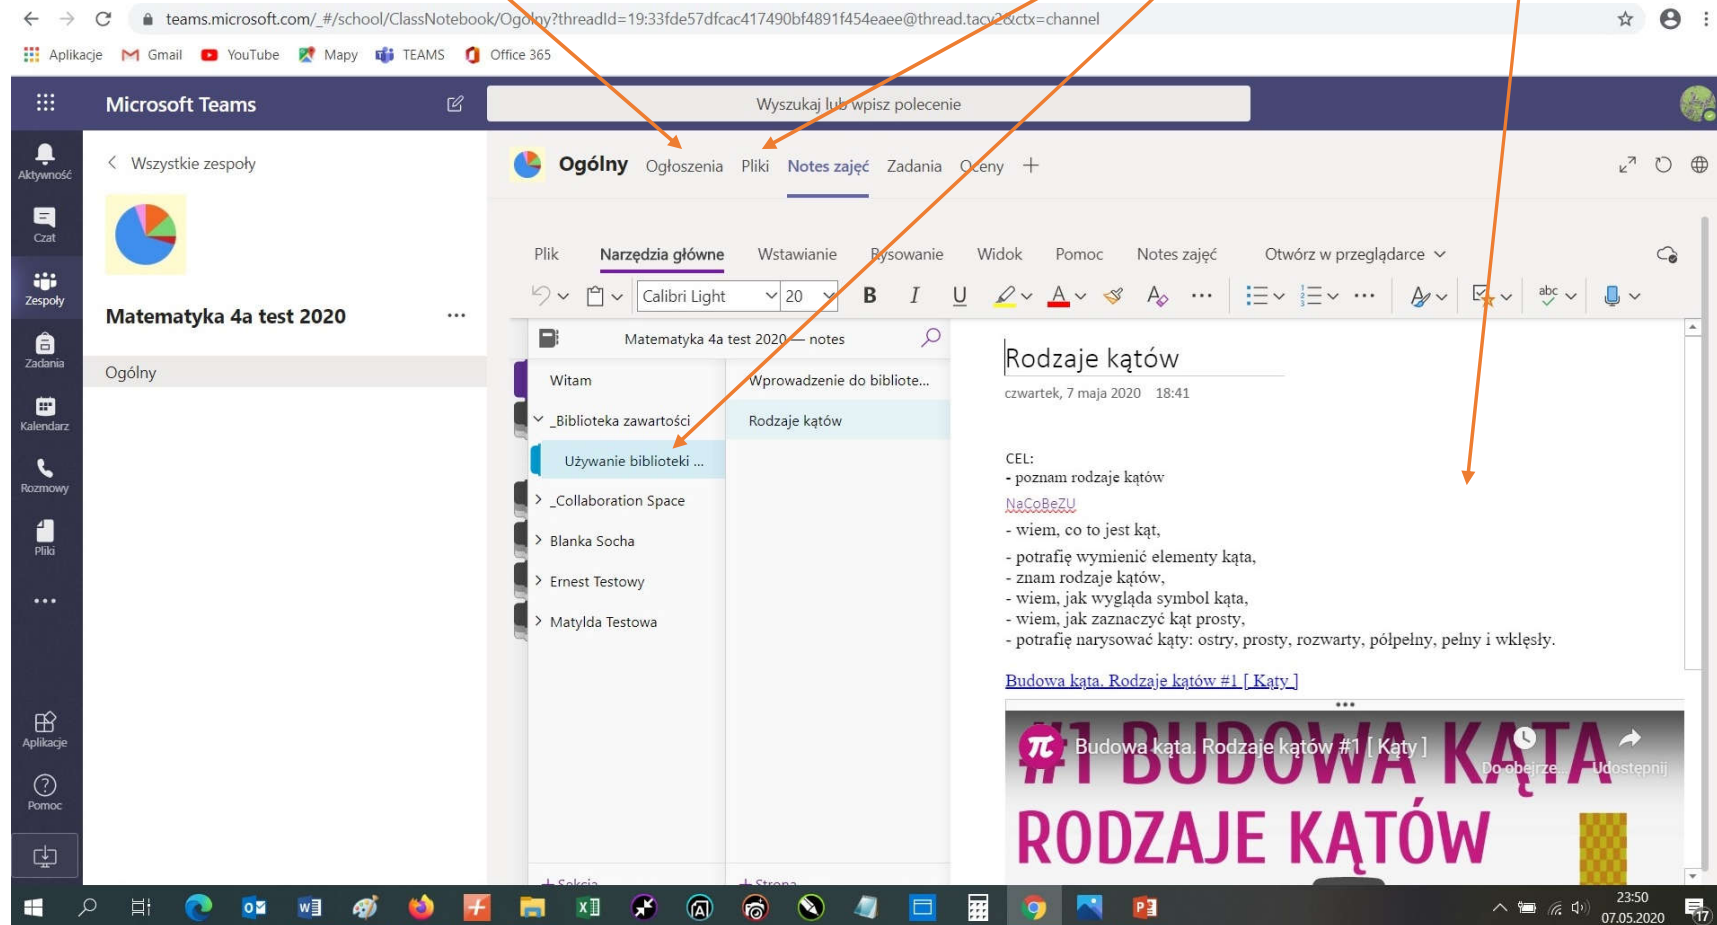 teams.microsoft.com/_#/school/ClassNotebook/Ogólny?threadId=19:33fde57dfcac417490bf4891f454eaee@thread.tacv2&ctx=channel
Aplikacje Gmail YouTube Mapy TEAMS Office 365
Microsoft Teams
Wyszukaj lub wpisz polecenie
Aktywność
Czat
Zespoły
Zadania
Kalendarz
Rozmowy
Pliki
Aplikacje
Pomoc
Wszystkie zespoły
Matematyka 4a test 2020
Ogólny
Ogólny Ogłoszenia Pliki Notes zajęć Zadania Oceny
Plik Narzędzia główne Wstawianie Rysowanie Widok Pomoc Notes zajęć Otwórz w przeglądarce
Calibri Light 20 B I U A A abc
Matematyka 4a test 2020 — notes
Witam
_Biblioteka zawartości
Używanie biblioteki ...
_Collaboration Space
Blanka Socha
Ernest Testowy
Matylda Testowa
+ Sekcja
Wprowadzenie do bibliote...
Rodzaje kątów
+ Strona
Rodzaje kątów
czwartek, 7 maja 2020 18:41
CEL:
- poznam rodzaje kątów
NaCoBeZU
- wiem, co to jest kąt,
- potrafię wymienić elementy kąta,
- znam rodzaje kątów,
- wiem, jak wygląda symbol kąta,
- wiem, jak zaznaczyć kąt prosty,
- potrafię narysować kąty: ostry, prosty, rozwarty, półpełny, pełny i wklęsły.
Budowa kąta. Rodzaje kątów #1 [ Kąty ]
Budowa kąta. Rodzaje kątów #1 [ Kąty ]
Do obejrze... Udostępnij
#1 BUDOWA KĄTA
RODZAJE KĄTÓW
23:50
07.05.2020
17